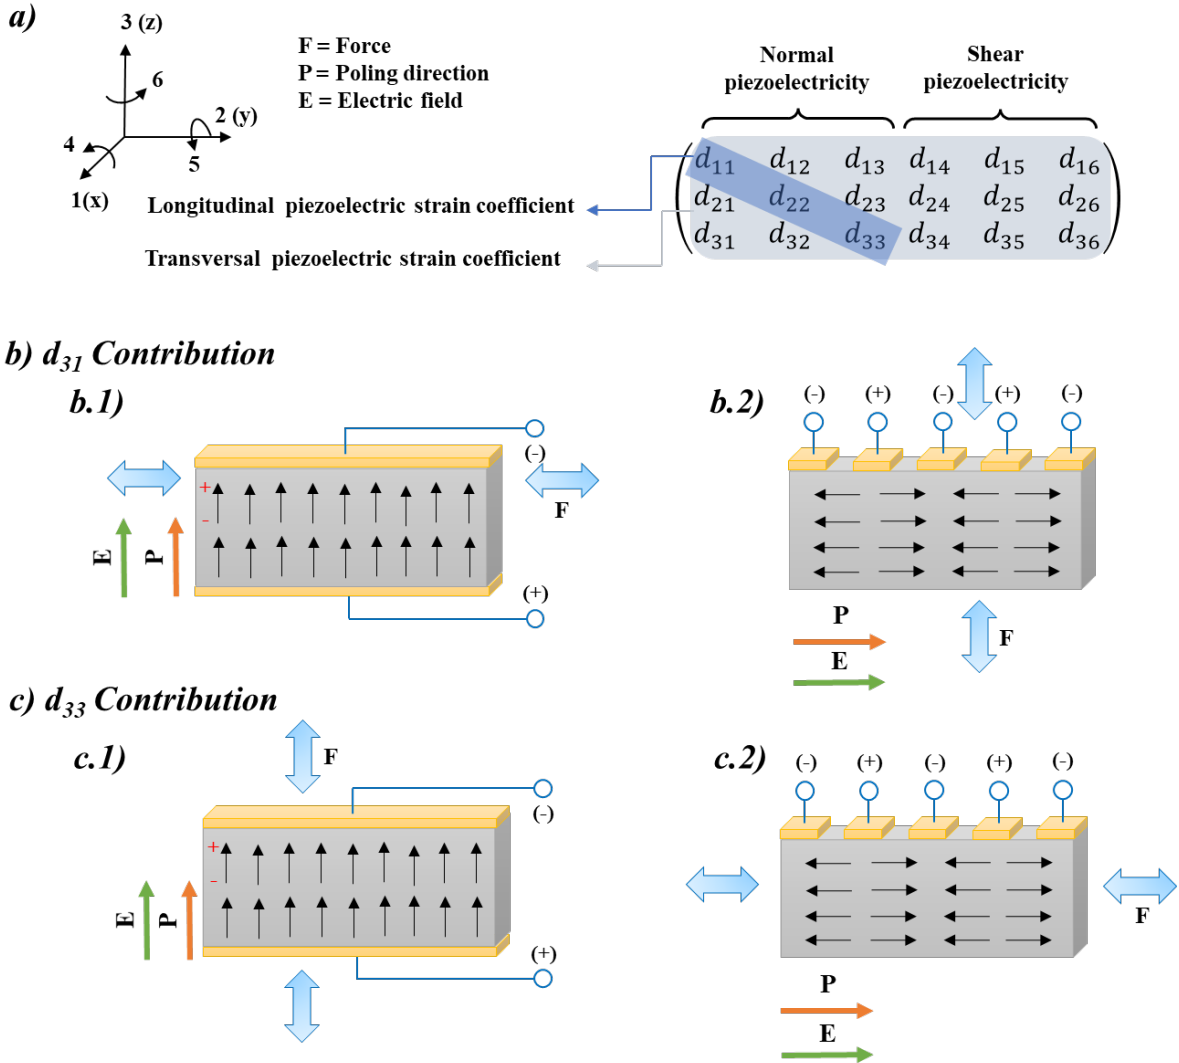 a)
3 (z)
6
2 (y)
4
5
1(x)
F = Force
P = Poling direction
E = Electric field
Normal
piezoelectricity
Shear
piezoelectricity
d11 d12 d13 d14 d15 d16
d21 d22 d23 d24 d25 d26
d31 d32 d33 d34 d35 d36
Longitudinal piezoelectric strain coefficient
Transversal piezoelectric strain coefficient
b) d31 Contribution
b.1)
(-)
+
-
F
E
P
(+)
b.2)
(-) (+) (-) (+) (-)
P
F
E
c) d33 Contribution
c.1)
F
(-)
+
-
E
P
(+)
c.2)
(-) (+) (-) (+) (-)
F
P
E